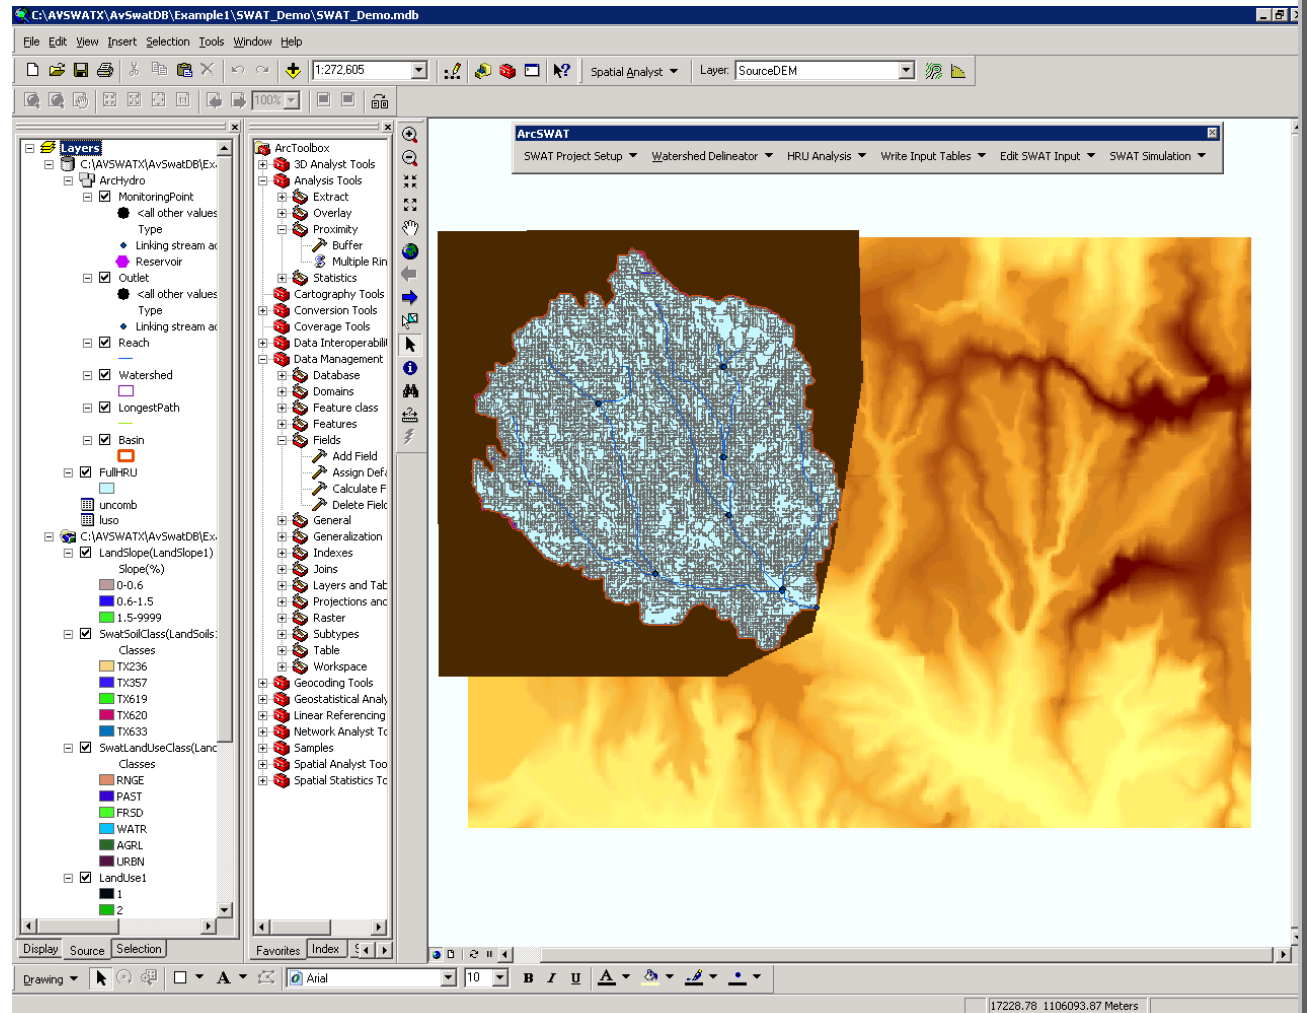 C:\AVSWATX\AvSwatDB\Example1\SWAT_Demo\SWAT_Demo.mdb
File Edit View Insert Selection Tools Window Help
1:272,605
Spatial Analyst
Layer: SourceDEM
100%
Layers
C:\AVSWATX\AvSwatDB\Ex
ArcHydro
MonitoringPoint
<all other values
Type
Linking stream ac
Reservoir
Outlet
<all other values
Type
Linking stream ac
Reach
Watershed
LongestPath
Basin
FullHRU
uncomb
luso
C:\AVSWATX\AvSwatDB\Ex
LandSlope(LandSlope1)
Slope(%)
0-0.6
0.6-1.5
1.5-9999
SwatSoilClass(LandSoils
Classes
TX236
TX357
TX619
TX620
TX633
SwatLandUseClass(Land
Classes
RNGE
PAST
FRSD
WATR
AGRL
URBN
LandUse1
1
2
Display Source Selection
ArcToolbox
3D Analyst Tools
Analysis Tools
Extract
Overlay
Proximity
Buffer
Multiple Rin
Statistics
Cartography Tools
Conversion Tools
Coverage Tools
Data Interoperabili
Data Management
Database
Domains
Feature class
Features
Fields
Add Field
Assign Defa
Calculate F
Delete Field
General
Generalization
Indexes
Joins
Layers and Tab
Projections and
Raster
Subtypes
Table
Workspace
Geocoding Tools
Geostatistical Analy
Linear Referencing
Network Analyst To
Samples
Spatial Analyst Too
Spatial Statistics To
Favorites Index
ArcSWAT
SWAT Project Setup Watershed Delineator HRU Analysis Write Input Tables Edit SWAT Input SWAT Simulation
Drawing A Arial 10 B I U A
17228.78 1106093.87 Meters